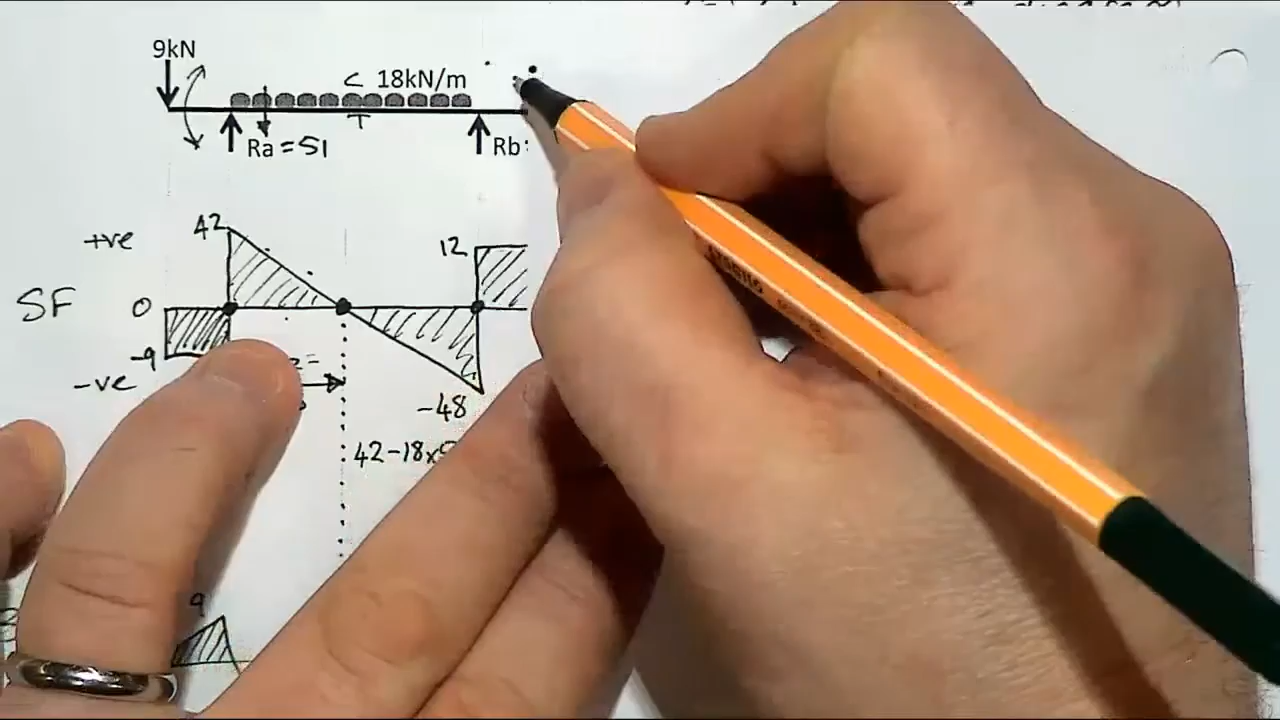 9kN
C 18kN/m
T
Ra = 51
Rb:
42
+ve
12
SF
0
-9
-ve
-48
42-18x
9